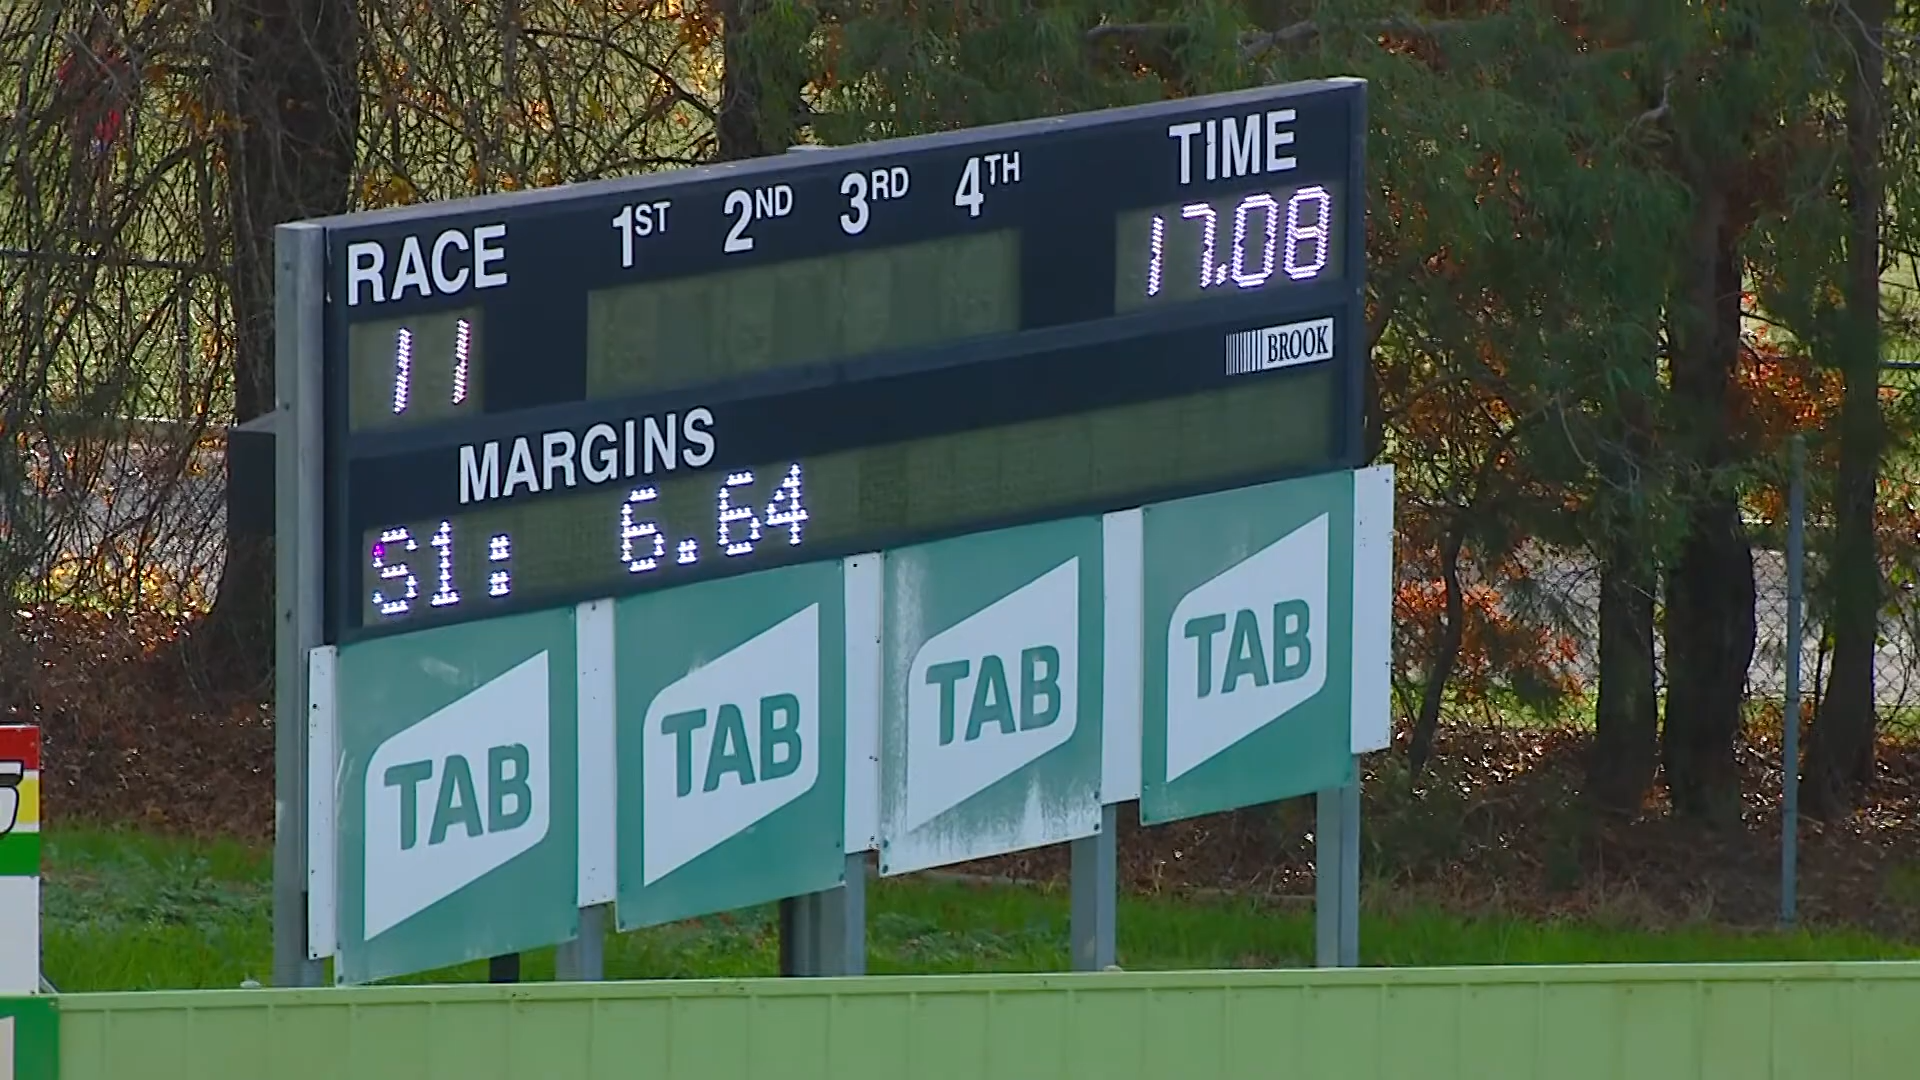 RACE 1ST 2ND 3RD 4TH TIME
11 17.08
BROOK
MARGINS
S1: 6.64
TAB TAB TAB TAB